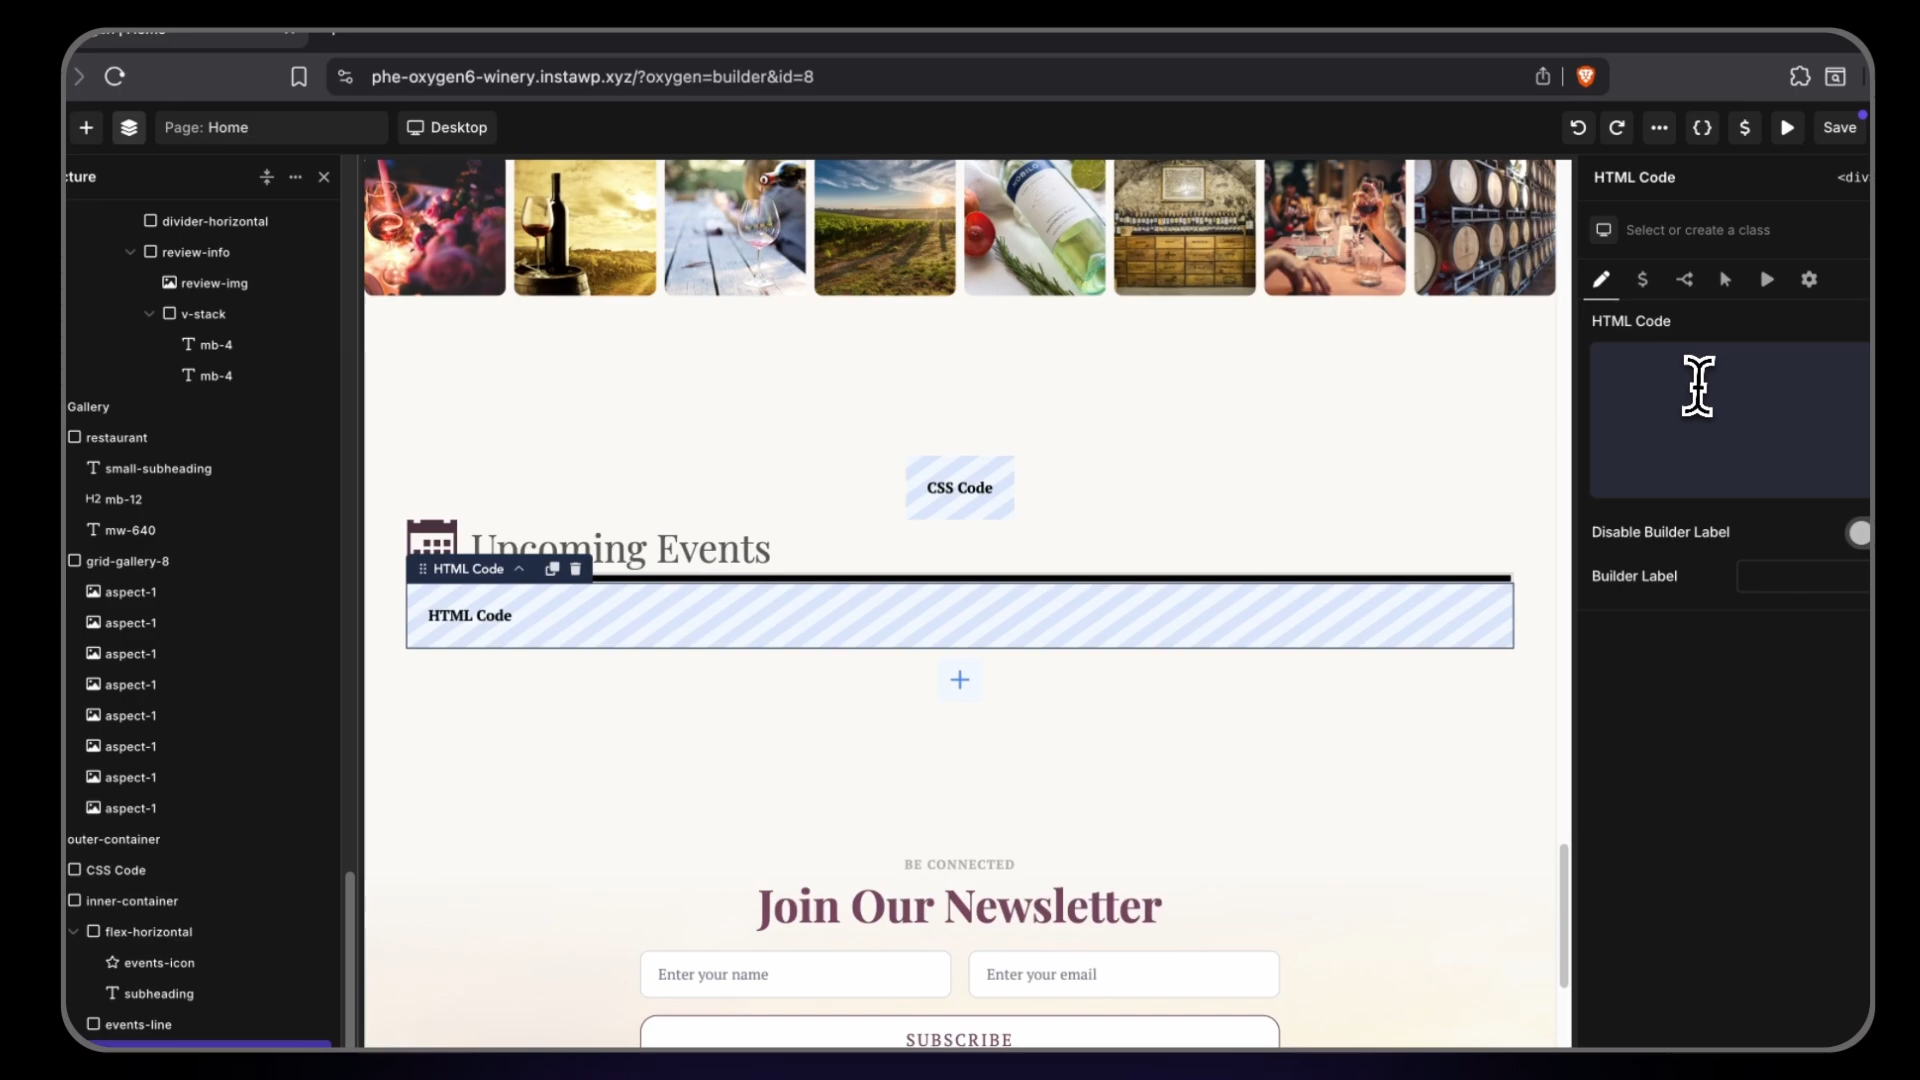 phe-oxygen6-winery.instawp.xyz/?oxygen=builder&id=8
Page: Home
Desktop
Save
cture
divider-horizontal
review-info
review-img
v-stack
mb-4
mb-4
Gallery
restaurant
small-subheading
H2 mb-12
mw-640
grid-gallery-8
aspect-1
aspect-1
aspect-1
aspect-1
aspect-1
aspect-1
aspect-1
aspect-1
outer-container
CSS Code
inner-container
flex-horizontal
events-icon
subheading
events-line
CSS Code
Upcoming Events
HTML Code
HTML Code
BE CONNECTED
Join Our Newsletter
Enter your name
Enter your email
SUBSCRIBE
HTML Code
<div
Select or create a class
HTML Code
Disable Builder Label
Builder Label